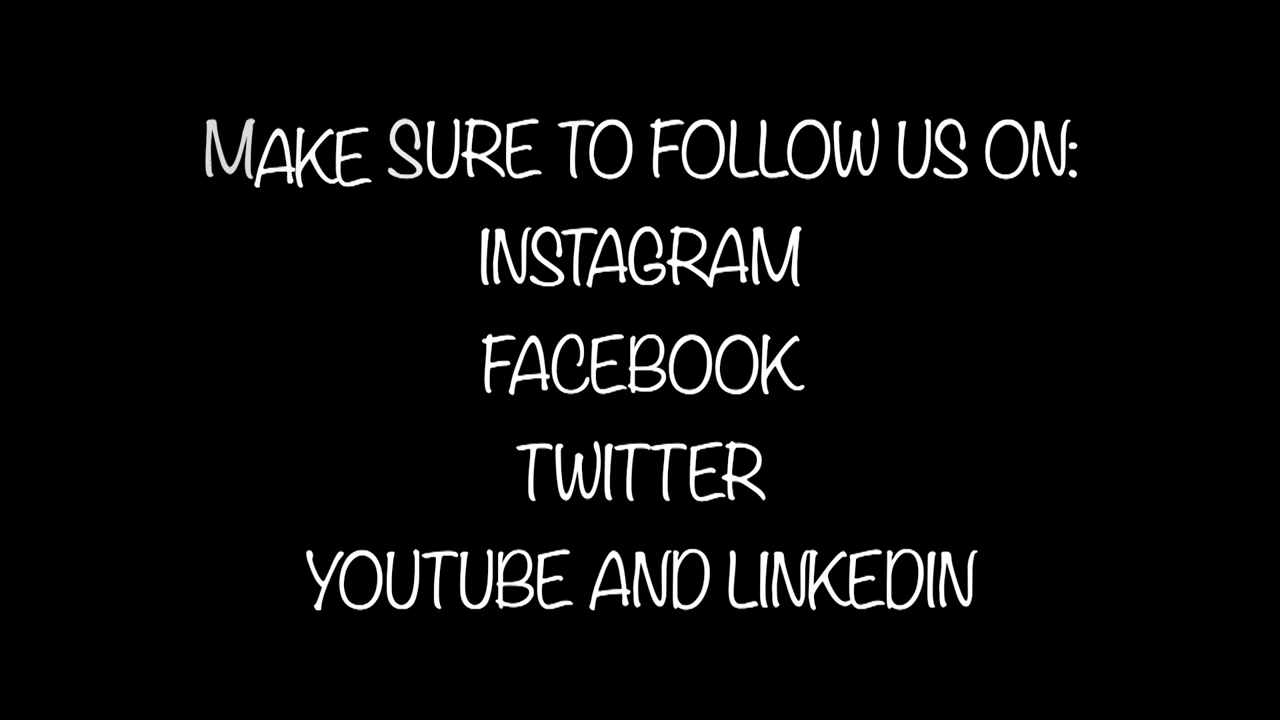 MAKE SURE TO FOLLOW US ON:
INSTAGRAM
FACEBOOK
TWITTER
YOUTUBE AND LINKEDIN